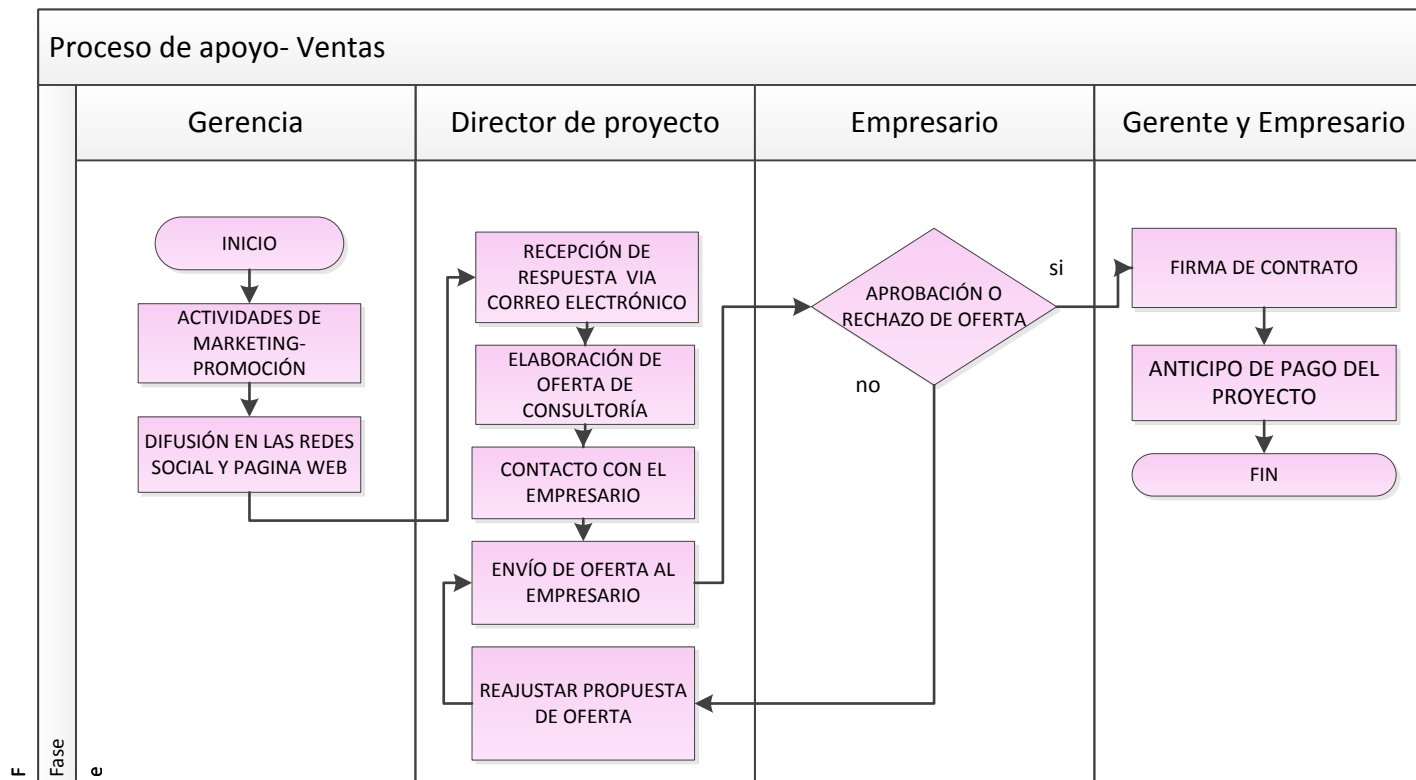 Proceso de apoyo- Ventas
Gerencia
Director de proyecto
Empresario
Gerente y Empresario
INICIO
ACTIVIDADES DE
MARKETING-
PROMOCIÓN
DIFUSIÓN EN LAS REDES
SOCIAL Y PAGINA WEB
RECEPCIÓN DE
RESPUESTA VIA
CORREO ELECTRÓNICO
ELABORACIÓN DE
OFERTA DE
CONSULTORÍA
CONTACTO CON EL
EMPRESARIO
ENVÍO DE OFERTA AL
EMPRESARIO
REAJUSTAR PROPUESTA
DE OFERTA
APROBACIÓN O
RECHAZO DE OFERTA
si
no
FIRMA DE CONTRATO
ANTICIPO DE PAGO DEL
PROYECTO
FIN
F
Fase
e